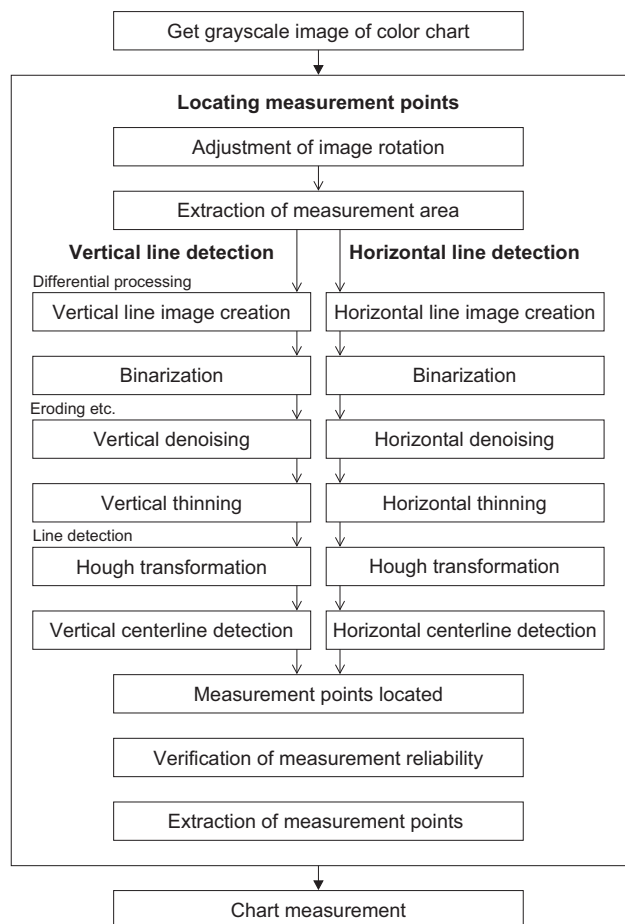 Get grayscale image of color chart
Locating measurement points
Adjustment of image rotation
Extraction of measurement area
Vertical line detection
Horizontal line detection
Differential processing
Vertical line image creation
Horizontal line image creation
Binarization
Binarization
Eroding etc.
Vertical denoising
Horizontal denoising
Vertical thinning
Horizontal thinning
Line detection
Hough transformation
Hough transformation
Vertical centerline detection
Horizontal centerline detection
Measurement points located
Verification of measurement reliability
Extraction of measurement points
Chart measurement